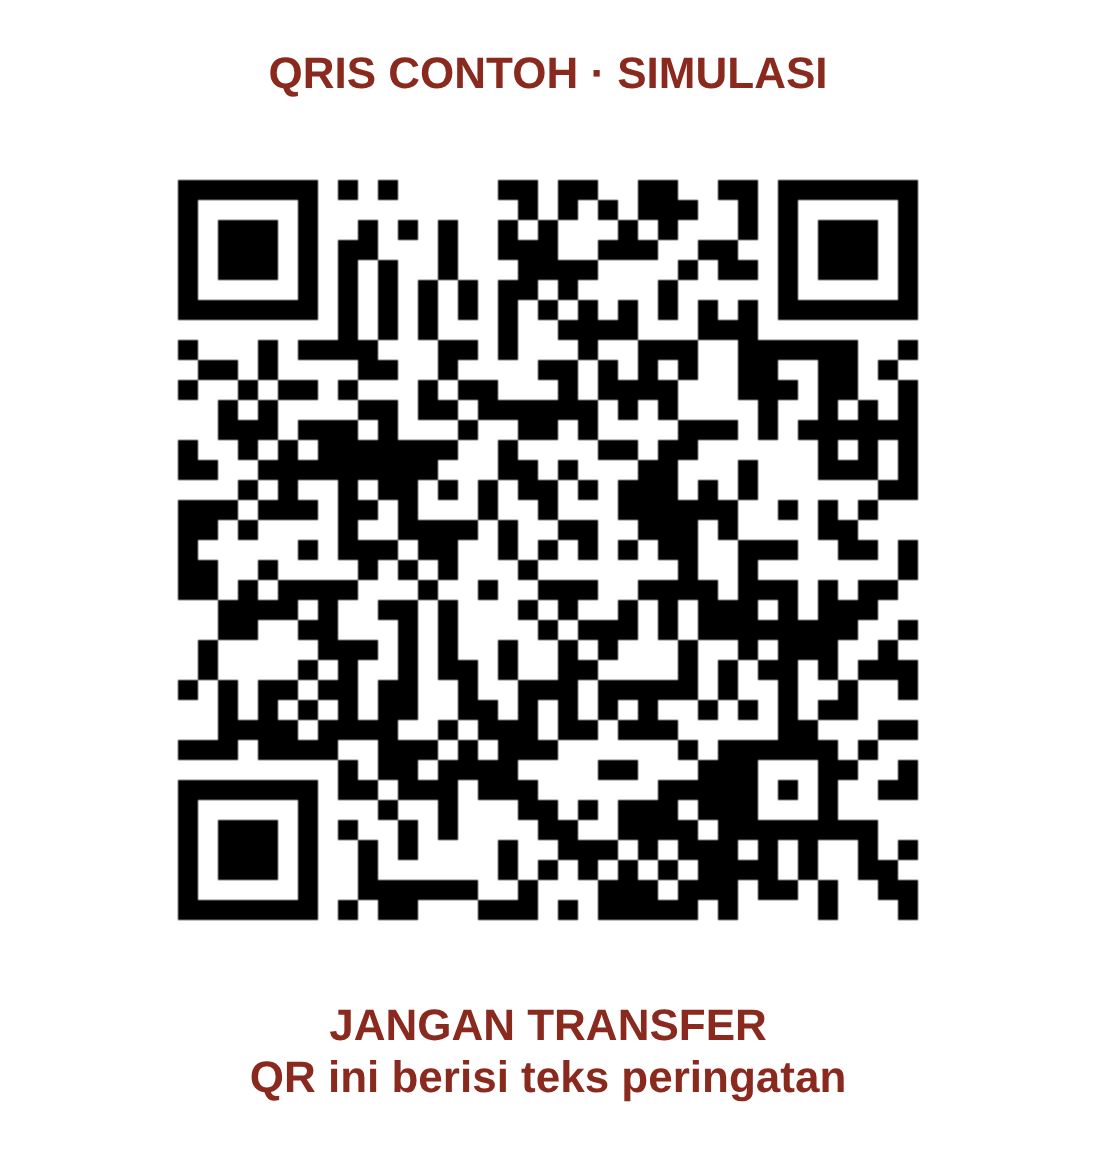 QRIS CONTOH · SIMULASI
JANGAN TRANSFER
QR ini berisi teks peringatan